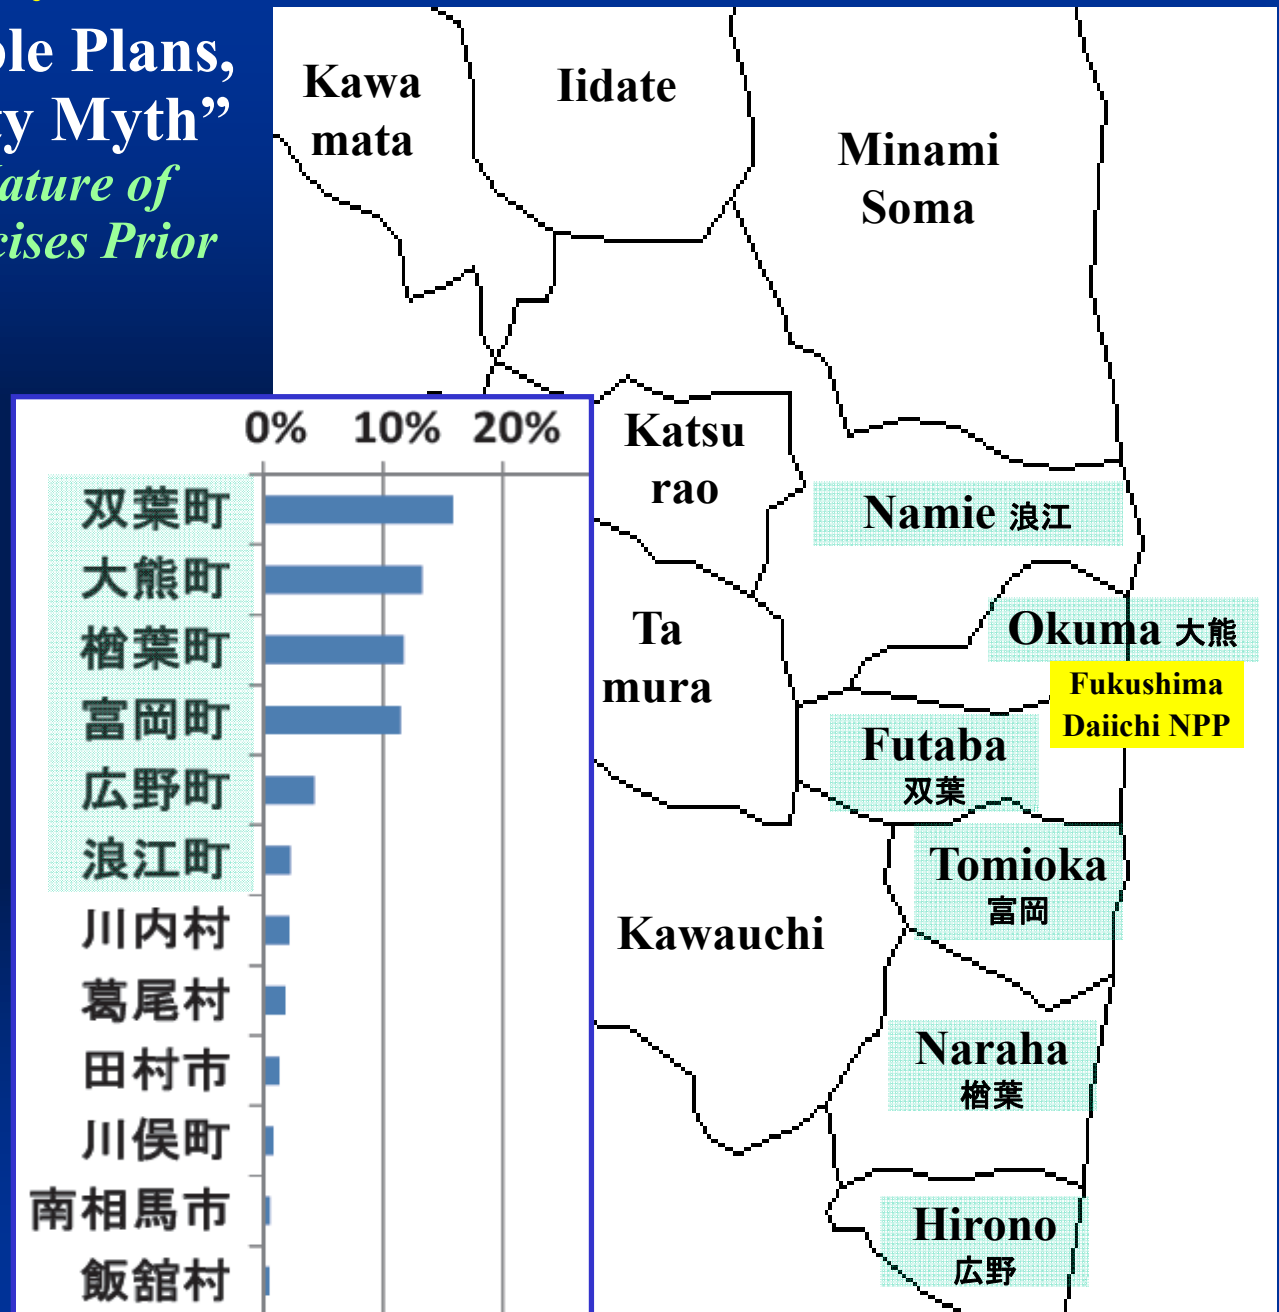 ble Plans,
ty Myth”
Nature of
cises Prior
Kawa
mata
Iidate
Minami
Soma
Katsu
rao
Namie 浪江
Okuma 大熊
Fukushima
Daiichi NPP
Ta
mura
Futaba
双葉
Tomioka
富岡
Kawauchi
Naraha
楢葉
Hirono
広野
0% 10% 20%
双葉町
大熊町
楢葉町
富岡町
広野町
浪江町
川内村
葛尾村
田村市
川俣町
南相馬市
飯舘村